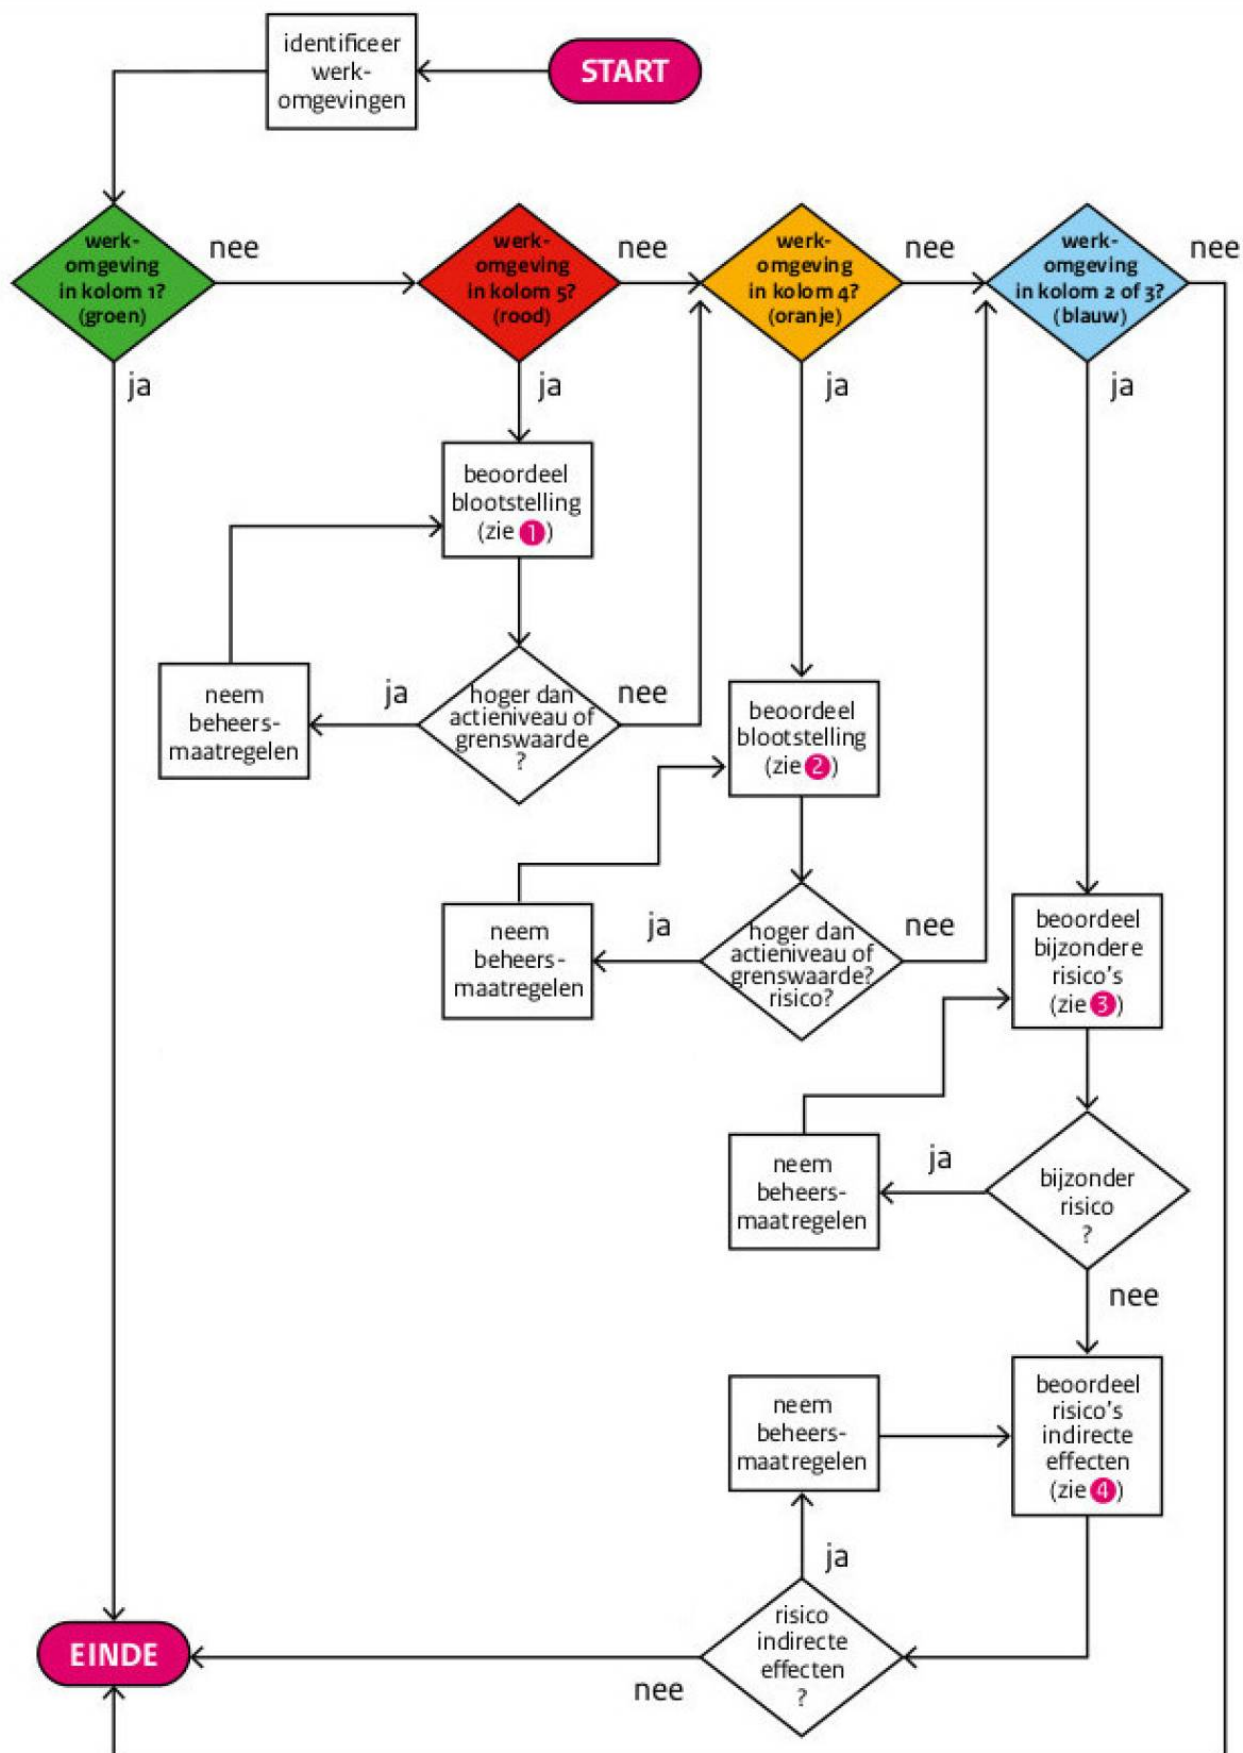 identificeer
werk-
omgevingen
START
werk-
omgeving
in kolom 1?
(groen)
nee
werk-
omgeving
in kolom 5?
(rood)
nee
werk-
omgeving
in kolom 4?
(oranje)
nee
werk-
omgeving
in kolom 2 of 3?
(blauw)
nee
ja
ja
ja
ja
beoordeel
blootstelling
(zie 1)
neem
beheers-
maatregelen
ja
hoger dan
actieniveau of
grenswaarde
?
nee
beoordeel
blootstelling
(zie 2)
neem
beheers-
maatregelen
ja
hoger dan
actieniveau of
grenswaarde?
risico?
nee
beoordeel
bijzondere
risico's
(zie 3)
neem
beheers-
maatregelen
ja
bijzonder
risico
?
nee
neem
beheers-
maatregelen
beoordeel
risico's
indirecte
effecten
(zie 4)
ja
risico
indirecte
effecten
?
nee
EINDE